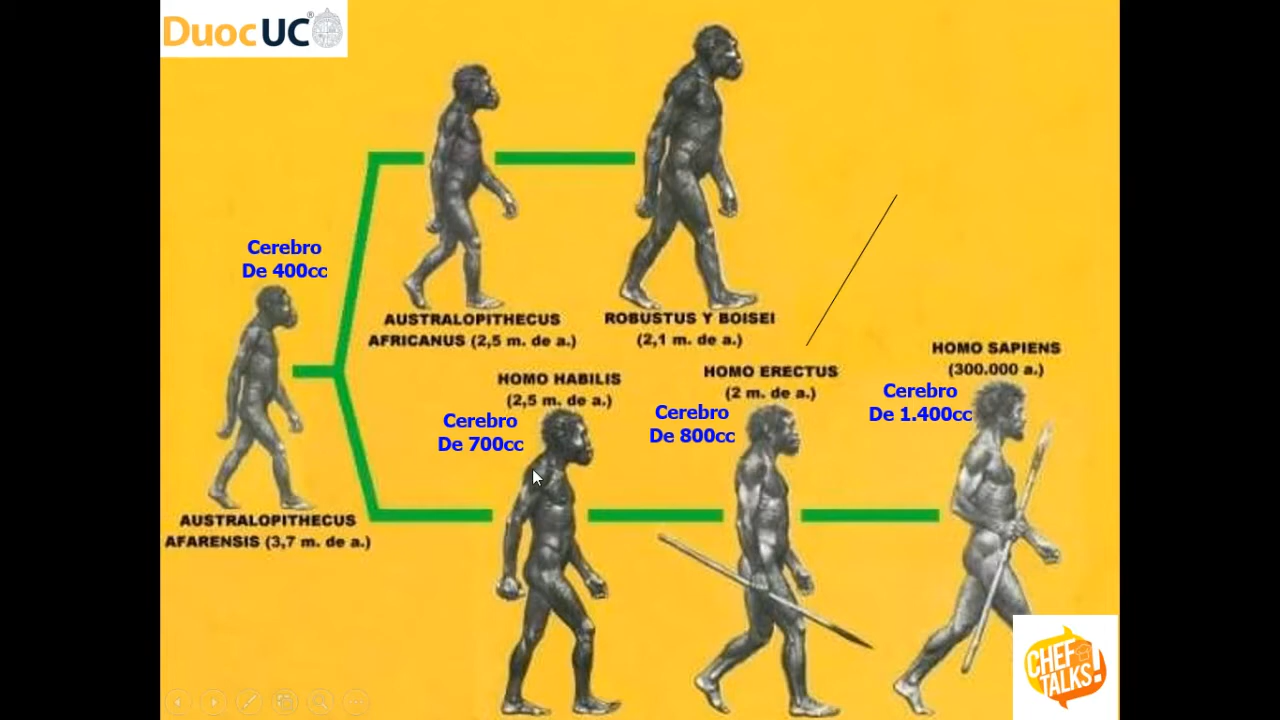 Duoc UC
Cerebro
De 400cc
AUSTRALOPITHECUS
AFRICANUS (2,5 m. de a.)
ROBUSTUS Y BOISEI
(2,1 m. de a.)
AUSTRALOPITHECUS
AFARENSIS (3,7 m. de a.)
HOMO HABILIS
(2,5 m. de a.)
Cerebro
De 700cc
HOMO ERECTUS
(2 m. de a.)
Cerebro
De 800cc
HOMO SAPIENS
(300.000 a.)
Cerebro
De 1.400cc
CHEF
TALKS!